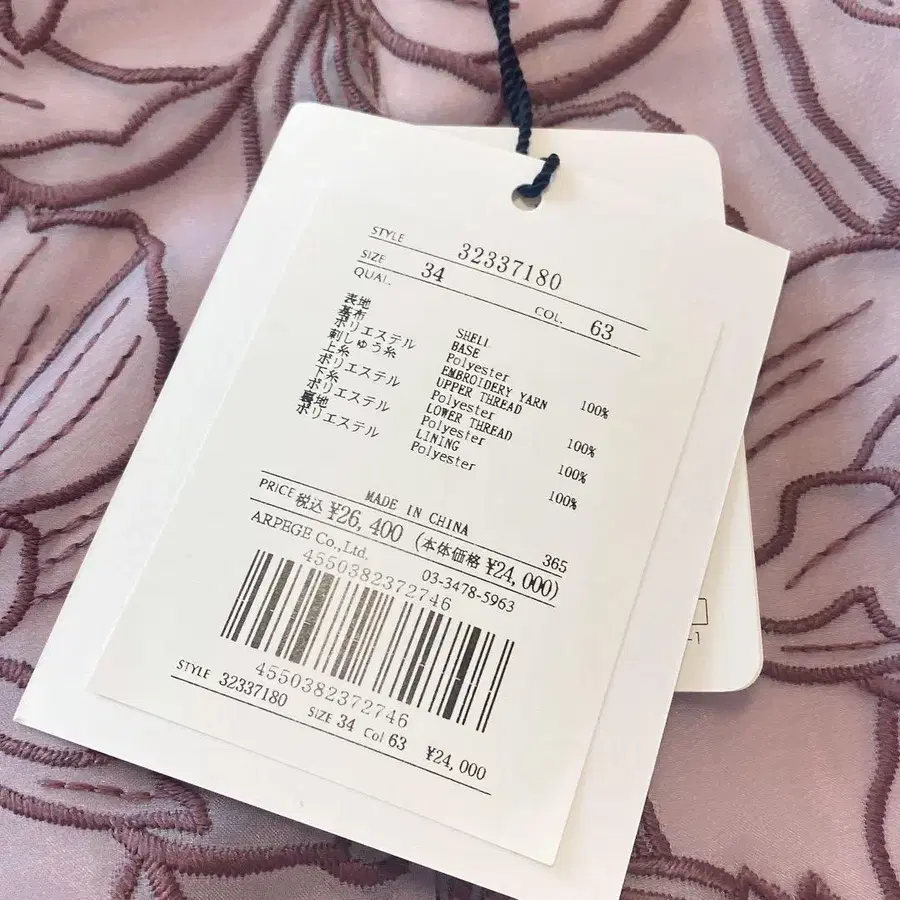 STYLE 32337180
SIZE 34 COL. 63
QUAL.
表地 SHELL
基布 BASE
ポリエステル Polyester 100%
刺しゅう糸 EMBROIDERY YARN
上糸 UPPER THREAD
ポリエステル Polyester 100%
下糸 LOWER THREAD
ポリエステル Polyester 100%
裏地 LINING
ポリエステル Polyester 100%
MADE IN CHINA 365
PRICE 税込 ¥26,400 (本体価格 ¥24,000)
ARPEGE Co.,Ltd. 03-3478-5963
4550382372746
4550382372746
STYLE 32337180 SIZE 34 Col 63 ¥24,000
-1